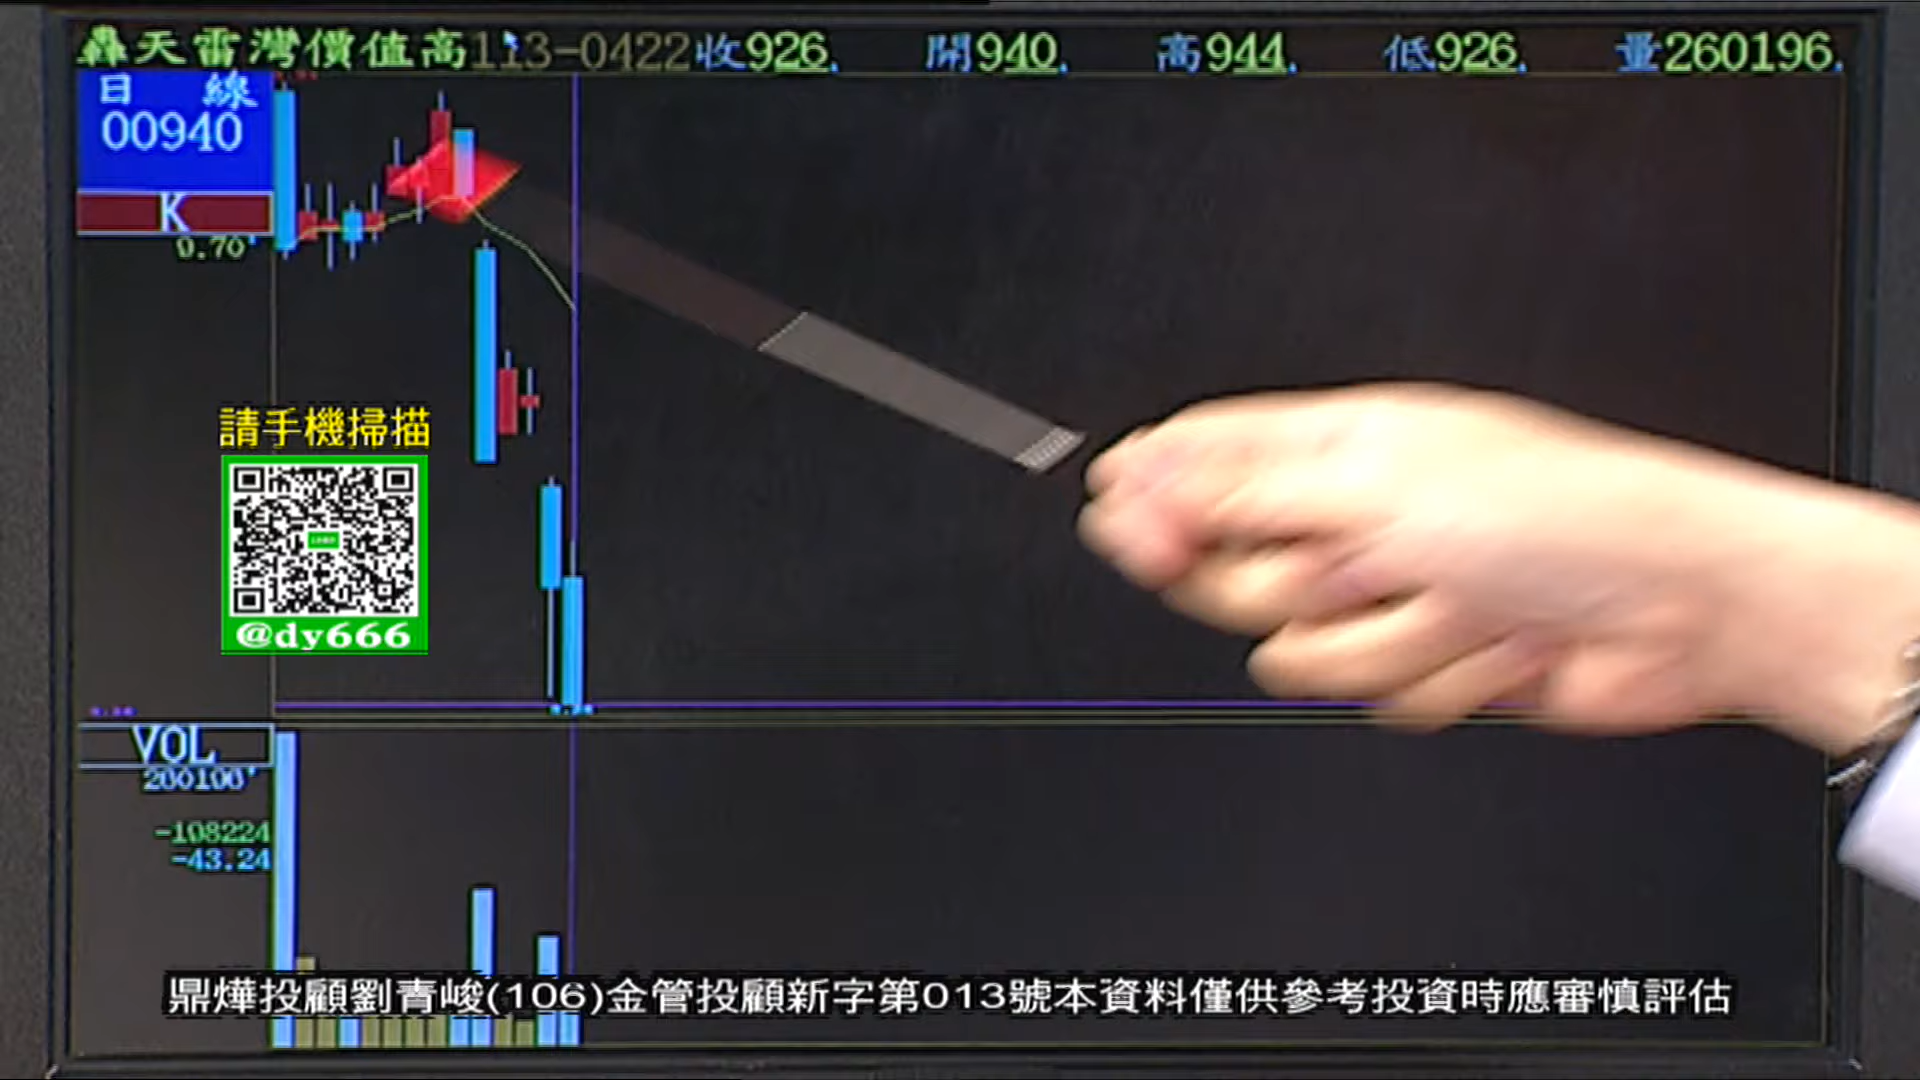 轟天雷灣價值高113-0422收926. 開940. 高944. 低926. 量260196.
日 線
00940
K
9.70
請手機掃描
@dy666
VOL
-108224
-43.24
鼎燁投顧劉青峻(106)金管投顧新字第013號本資料僅供參考投資時應審慎評估